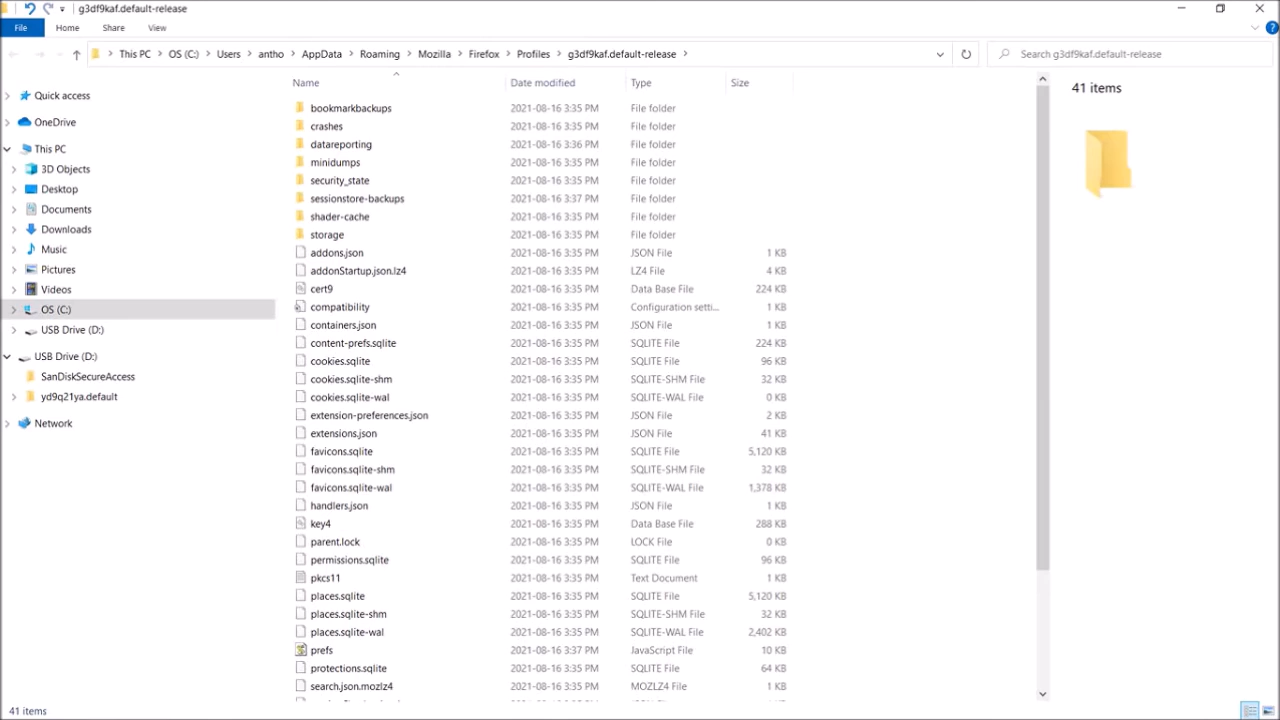 g3df9kaf.default-release
File Home Share View
This PC OS (C:) Users antho AppData Roaming Mozilla Firefox Profiles g3df9kaf.default-release
Search g3df9kaf.default-release
Quick access
OneDrive
This PC
3D Objects
Desktop
Documents
Downloads
Music
Pictures
Videos
OS (C:)
USB Drive (D:)
USB Drive (D:)
SanDiskSecureAccess
yd9q21ya.default
Network
Name Date modified Type Size
bookmarkbackups 2021-08-16 3:35 PM File folder
crashes 2021-08-16 3:35 PM File folder
datareporting 2021-08-16 3:36 PM File folder
minidumps 2021-08-16 3:35 PM File folder
security_state 2021-08-16 3:35 PM File folder
sessionstore-backups 2021-08-16 3:37 PM File folder
shader-cache 2021-08-16 3:35 PM File folder
storage 2021-08-16 3:35 PM File folder
addons.json 2021-08-16 3:35 PM JSON File 1 KB
addonStartup.json.lz4 2021-08-16 3:35 PM LZ4 File 4 KB
cert9 2021-08-16 3:35 PM Data Base File 224 KB
compatibility 2021-08-16 3:35 PM Configuration setti... 1 KB
containers.json 2021-08-16 3:35 PM JSON File 1 KB
content-prefs.sqlite 2021-08-16 3:35 PM SQLITE File 224 KB
cookies.sqlite 2021-08-16 3:35 PM SQLITE File 96 KB
cookies.sqlite-shm 2021-08-16 3:35 PM SQLITE-SHM File 32 KB
cookies.sqlite-wal 2021-08-16 3:35 PM SQLITE-WAL File 0 KB
extension-preferences.json 2021-08-16 3:35 PM JSON File 2 KB
extensions.json 2021-08-16 3:35 PM JSON File 41 KB
favicons.sqlite 2021-08-16 3:35 PM SQLITE File 5,120 KB
favicons.sqlite-shm 2021-08-16 3:35 PM SQLITE-SHM File 32 KB
favicons.sqlite-wal 2021-08-16 3:35 PM SQLITE-WAL File 1,378 KB
handlers.json 2021-08-16 3:35 PM JSON File 1 KB
key4 2021-08-16 3:35 PM Data Base File 288 KB
parent.lock 2021-08-16 3:35 PM LOCK File 0 KB
permissions.sqlite 2021-08-16 3:35 PM SQLITE File 96 KB
pkcs11 2021-08-16 3:35 PM Text Document 1 KB
places.sqlite 2021-08-16 3:35 PM SQLITE File 5,120 KB
places.sqlite-shm 2021-08-16 3:35 PM SQLITE-SHM File 32 KB
places.sqlite-wal 2021-08-16 3:35 PM SQLITE-WAL File 2,402 KB
prefs 2021-08-16 3:37 PM JavaScript File 10 KB
protections.sqlite 2021-08-16 3:35 PM SQLITE File 64 KB
search.json.mozlz4 2021-08-16 3:35 PM MOZLZ4 File 1 KB
41 items
41 items